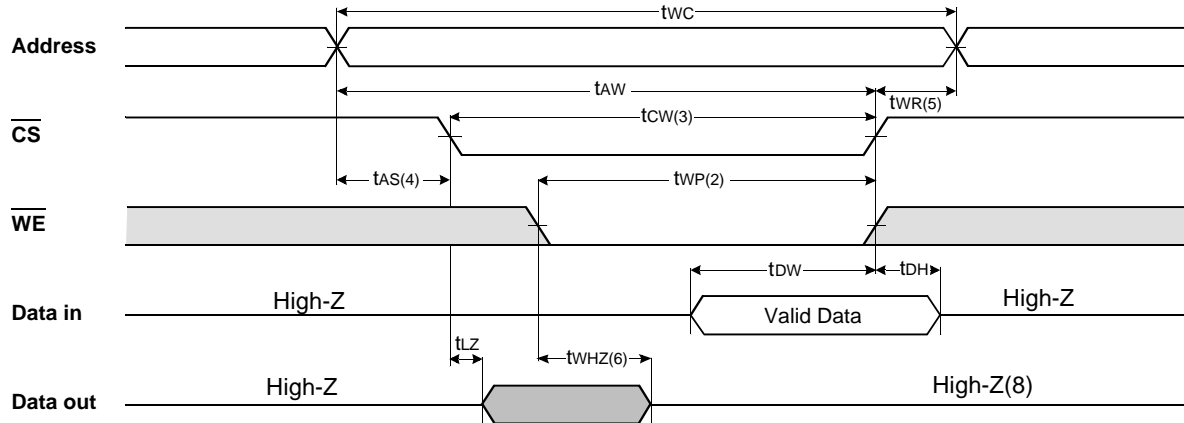 tWC
Address
tAW
tWR(5)
tCW(3)
CS
tAS(4)
tWP(2)
WE
tDW
tDH
High-Z
High-Z
Data in
Valid Data
tLZ
tWHZ(6)
High-Z
High-Z(8)
Data out